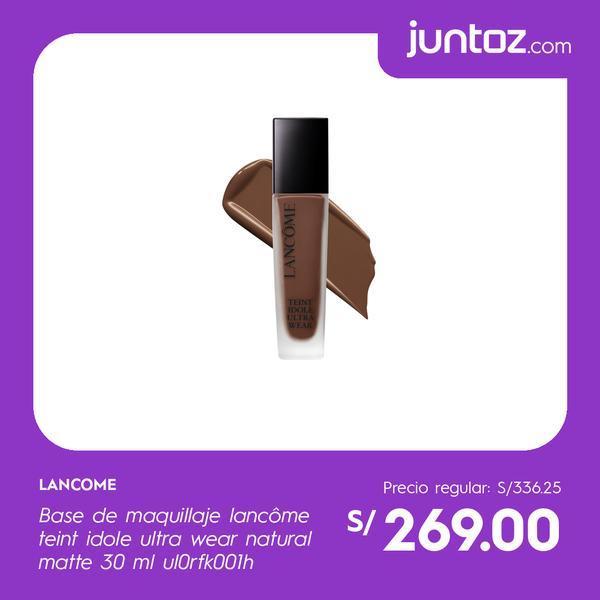 juntoz.com
LANCÔME
TEINT
IDOLE
ULTRA
WEAR
LANCOME
Base de maquillaje lancôme
teint idole ultra wear natural
matte 30 ml ul0rfk001h
Precio regular: S/336.25
S/ 269.00